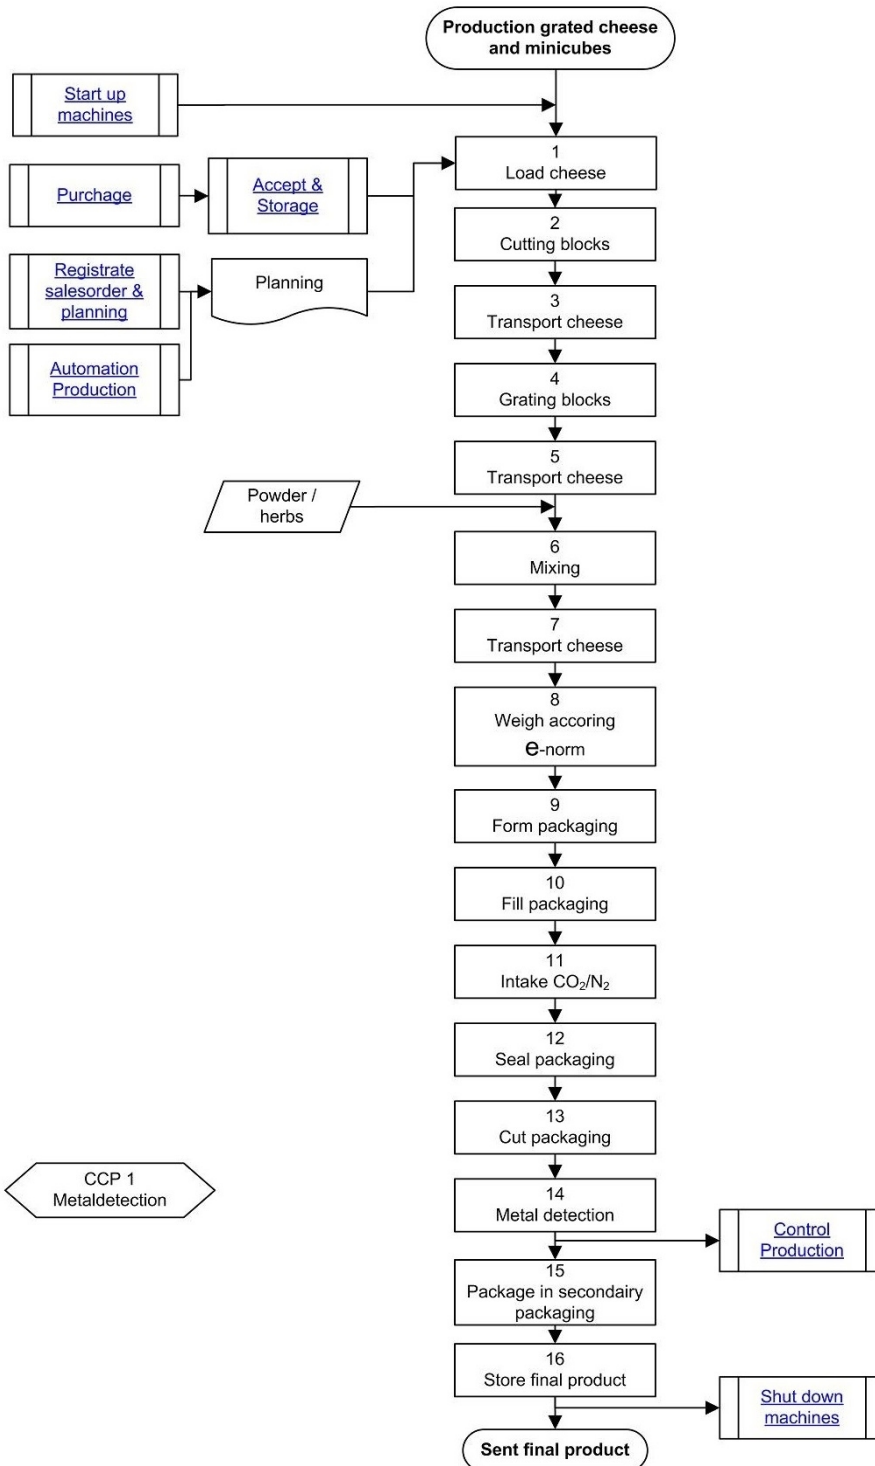 Production grated cheese
and minicubes
Start up
machines
1
Load cheese
Purchage
Accept &
Storage
2
Cutting blocks
Registrate
salesorder &
planning
Planning
3
Transport cheese
Automation
Production
4
Grating blocks
5
Transport cheese
Powder /
herbs
6
Mixing
7
Transport cheese
8
Weigh accoring
e-norm
9
Form packaging
10
Fill packaging
11
Intake CO₂/N₂
12
Seal packaging
13
Cut packaging
CCP 1
Metaldetection
14
Metal detection
Control
Production
15
Package in secondairy
packaging
16
Store final product
Shut down
machines
Sent final product